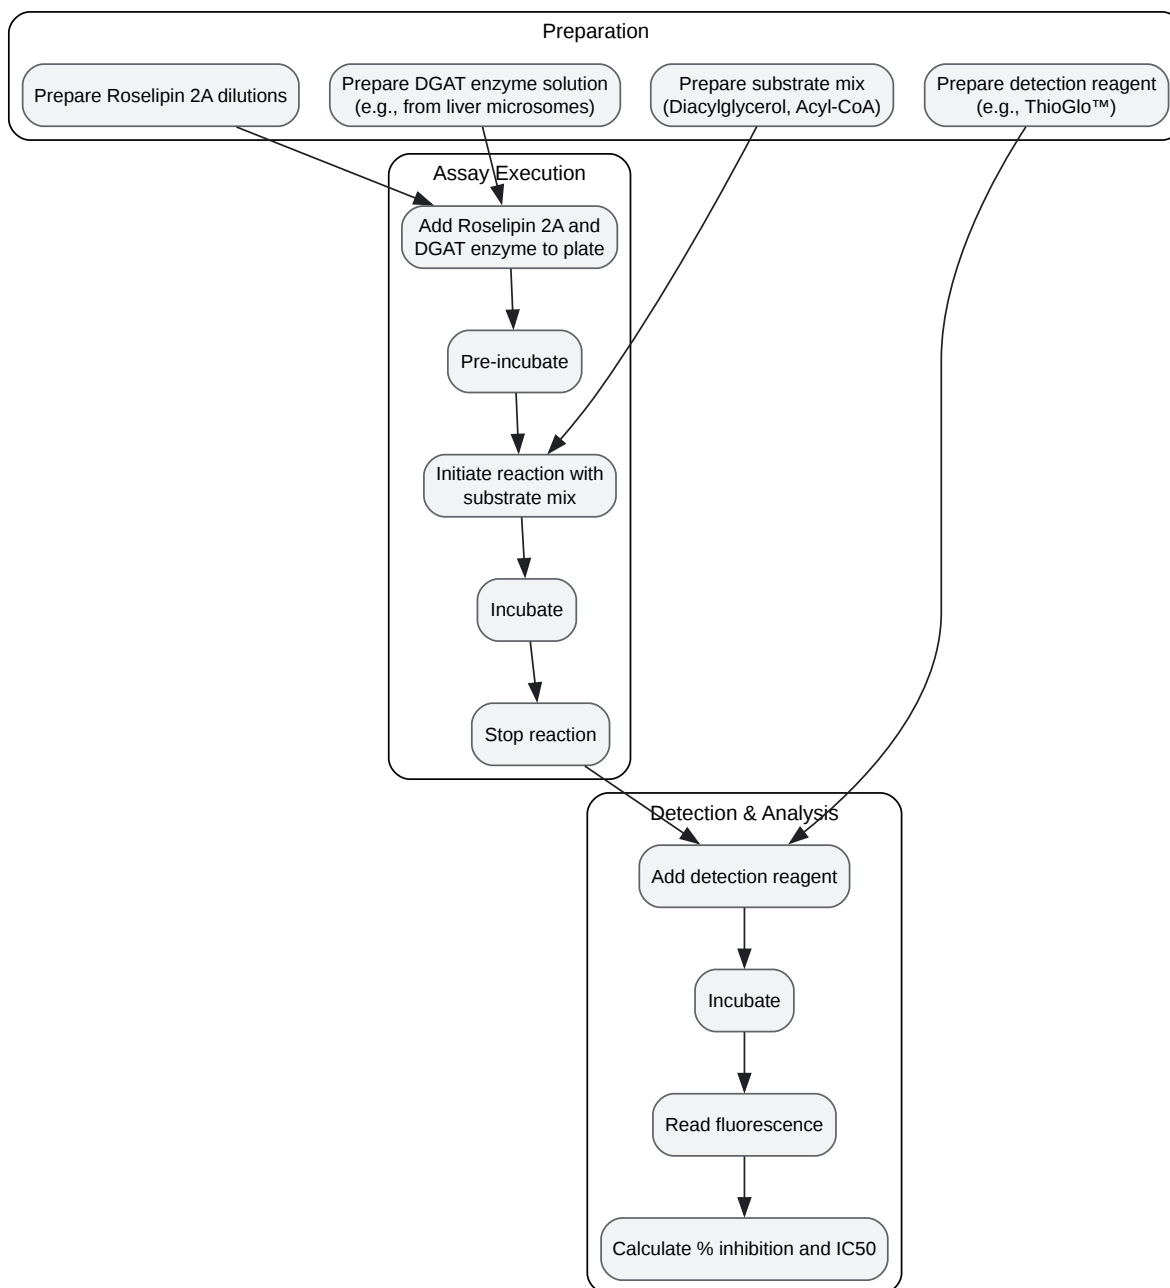 Preparation
Prepare Roselipin 2A dilutions
Prepare DGAT enzyme solution
(e.g., from liver microsomes)
Prepare substrate mix
(Diacylglycerol, Acyl-CoA)
Prepare detection reagent
(e.g., ThioGlo™)
Assay Execution
Add Roselipin 2A and
DGAT enzyme to plate
Pre-incubate
Initiate reaction with
substrate mix
Incubate
Stop reaction
Detection & Analysis
Add detection reagent
Incubate
Read fluorescence
Calculate % inhibition and IC50